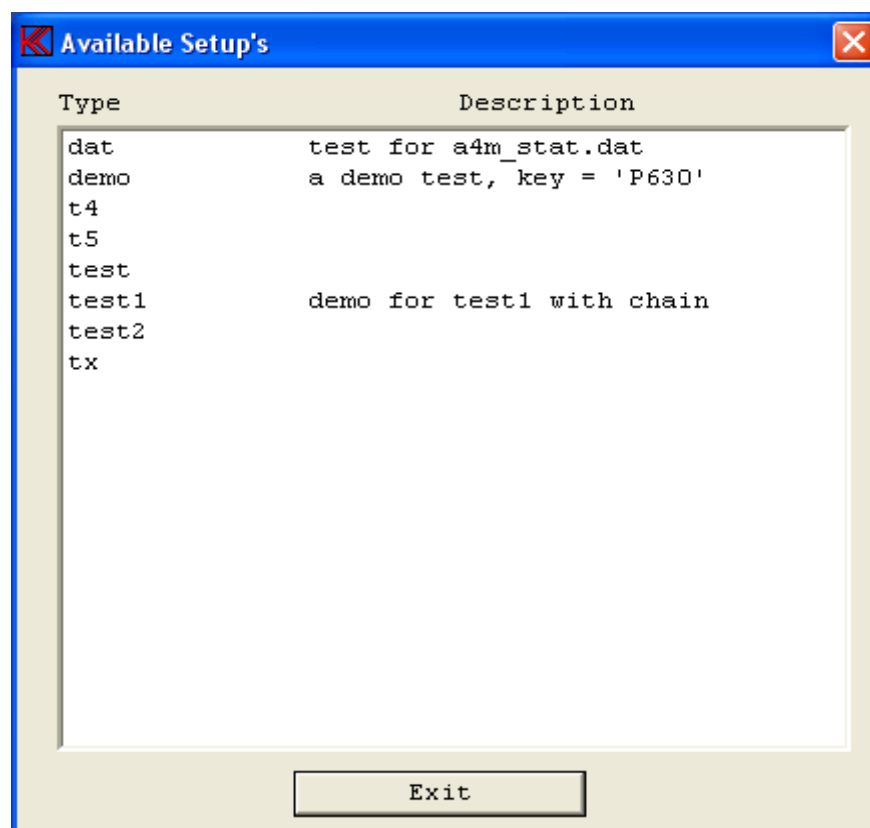 Available Setup's
Type Description
dat test for a4m_stat.dat
demo a demo test, key = 'P630'
t4
t5
test
test1 demo for test1 with chain
test2
tx
Exit